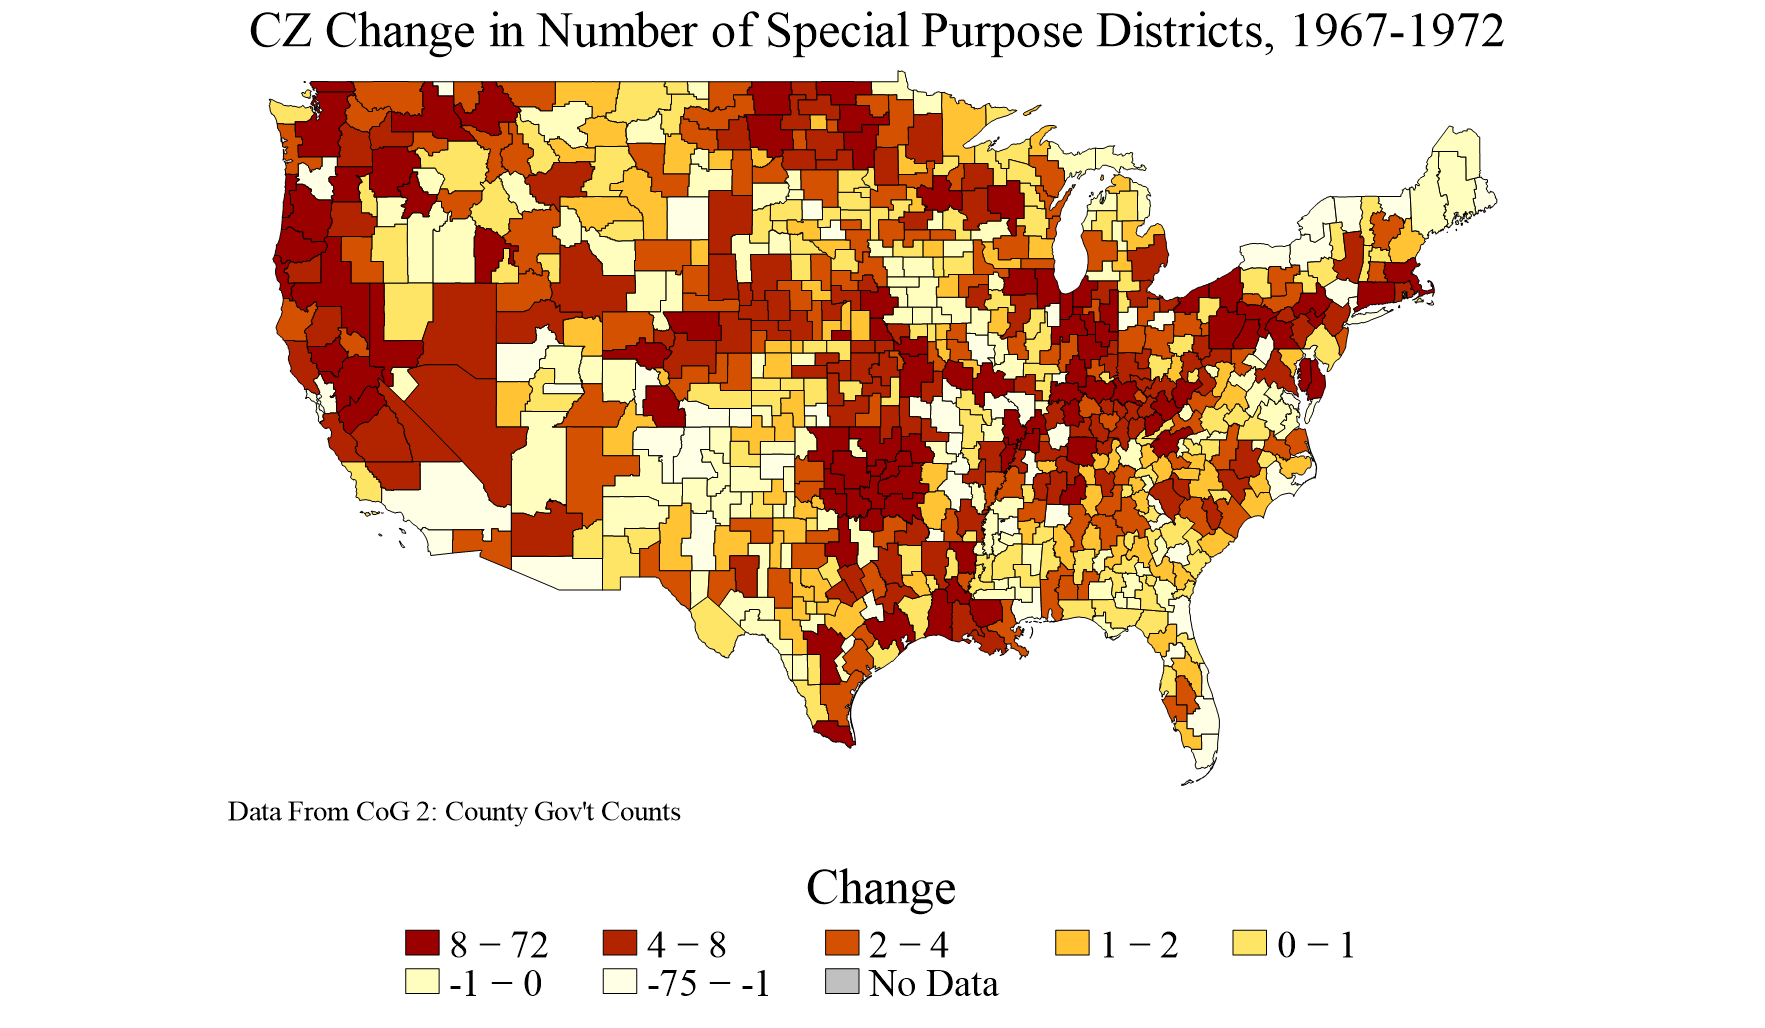 CZ Change in Number of Special Purpose Districts, 1967-1972
Data From CoG 2: County Gov't Counts
Change
8 − 72 4 − 8 2 − 4 1 − 2 0 − 1
-1 − 0 -75 − -1 No Data